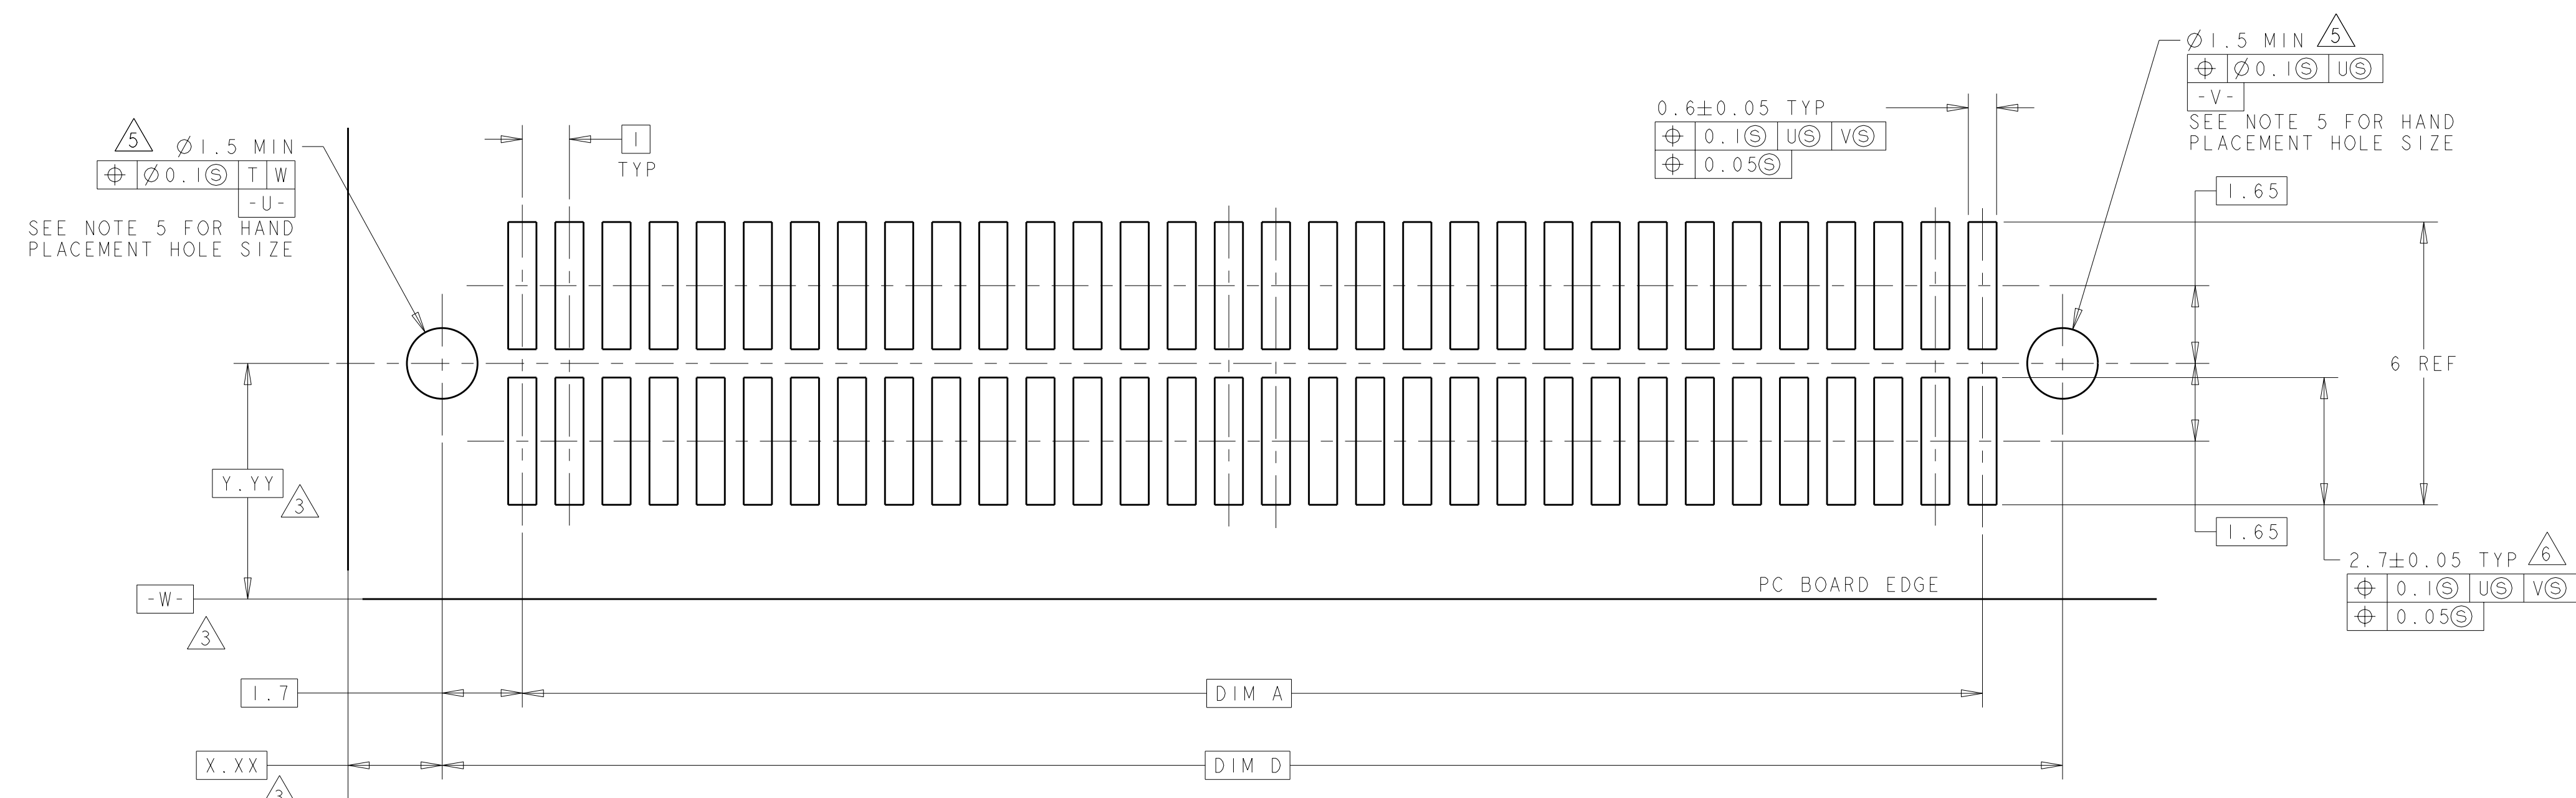 5 Ø1.5 MIN
⌖ Ø0.1Ⓢ T W
-U-
SEE NOTE 5 FOR HAND
PLACEMENT HOLE SIZE
1
TYP
0.6±0.05 TYP
⌖ 0.1Ⓢ UⓈ VⓈ
⌖ 0.05Ⓢ
Ø1.5 MIN 5
⌖ Ø0.1Ⓢ UⓈ
-V-
SEE NOTE 5 FOR HAND
PLACEMENT HOLE SIZE
1.65
6 REF
Y.YY
3
1.65
2.7±0.05 TYP 6
⌖ 0.1Ⓢ UⓈ VⓈ
⌖ 0.05Ⓢ
PC BOARD EDGE
-W-
3
1.7
DIM A
X.XX
DIM D
3